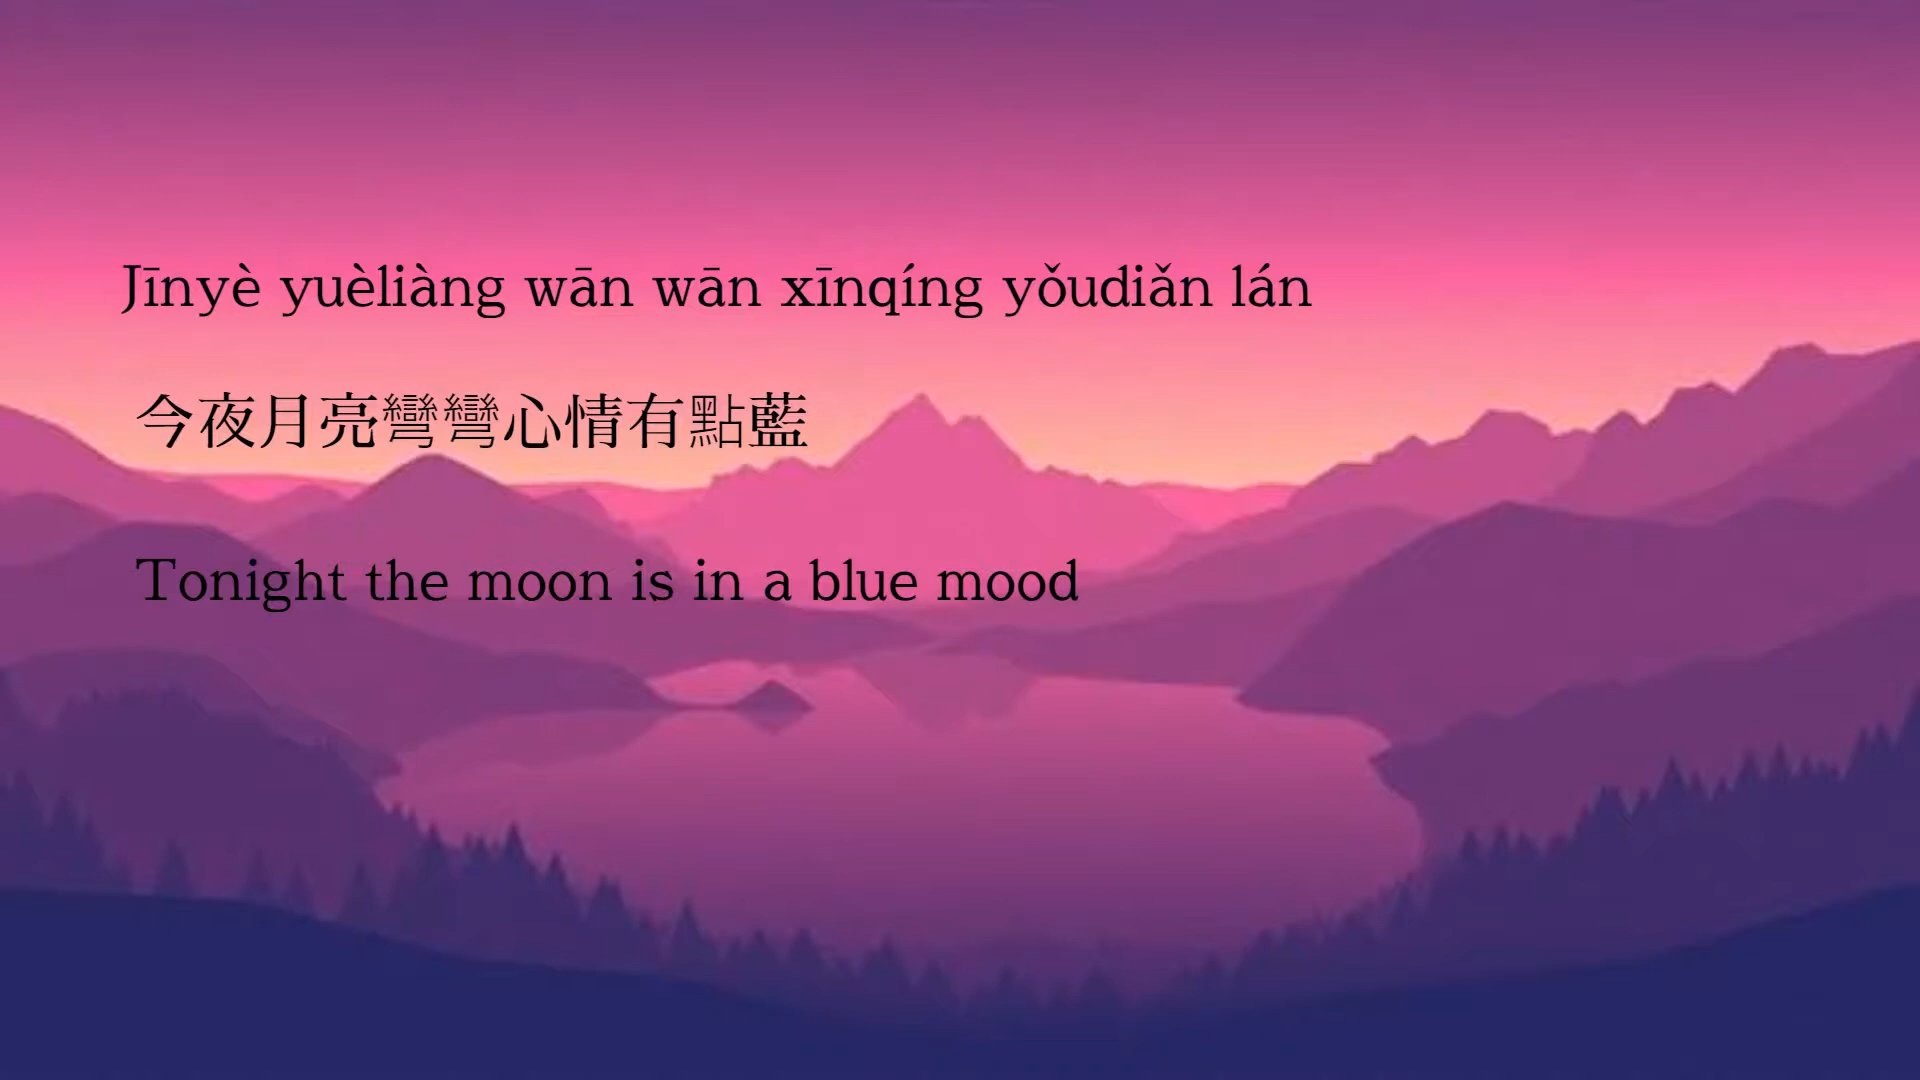 Jīnyè yuèliàng wān wān xīnqíng yǒudiǎn lán
今夜月亮彎彎心情有點藍
Tonight the moon is in a blue mood